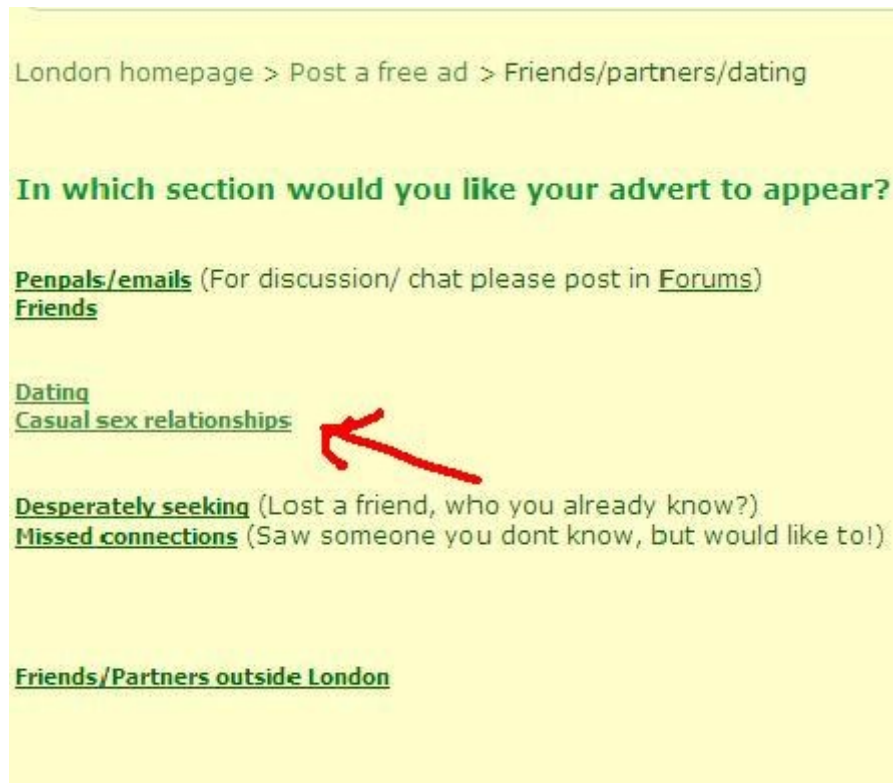 London homepage > Post a free ad > Friends/partners/dating
In which section would you like your advert to appear?
Penpals/emails (For discussion/ chat please post in Forums)
Friends
Dating
Casual sex relationships
Desperately seeking (Lost a friend, who you already know?)
Missed connections (Saw someone you dont know, but would like to!)
Friends/Partners outside London